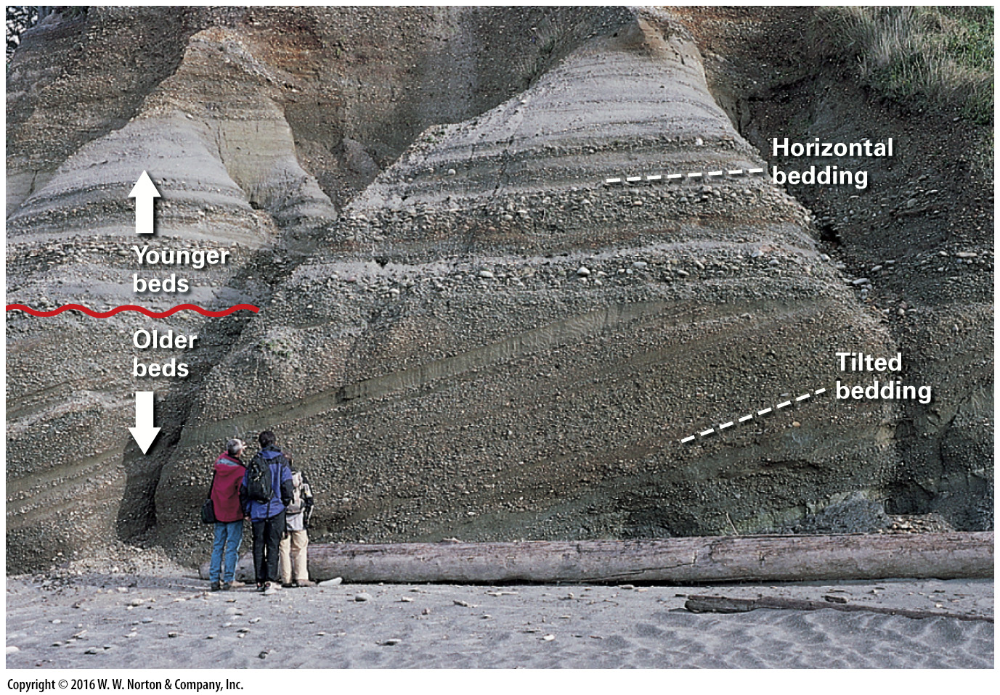 Horizontal
bedding
Younger
beds
Older
beds
Tilted
bedding
Copyright © 2016 W. W. Norton & Company, Inc.